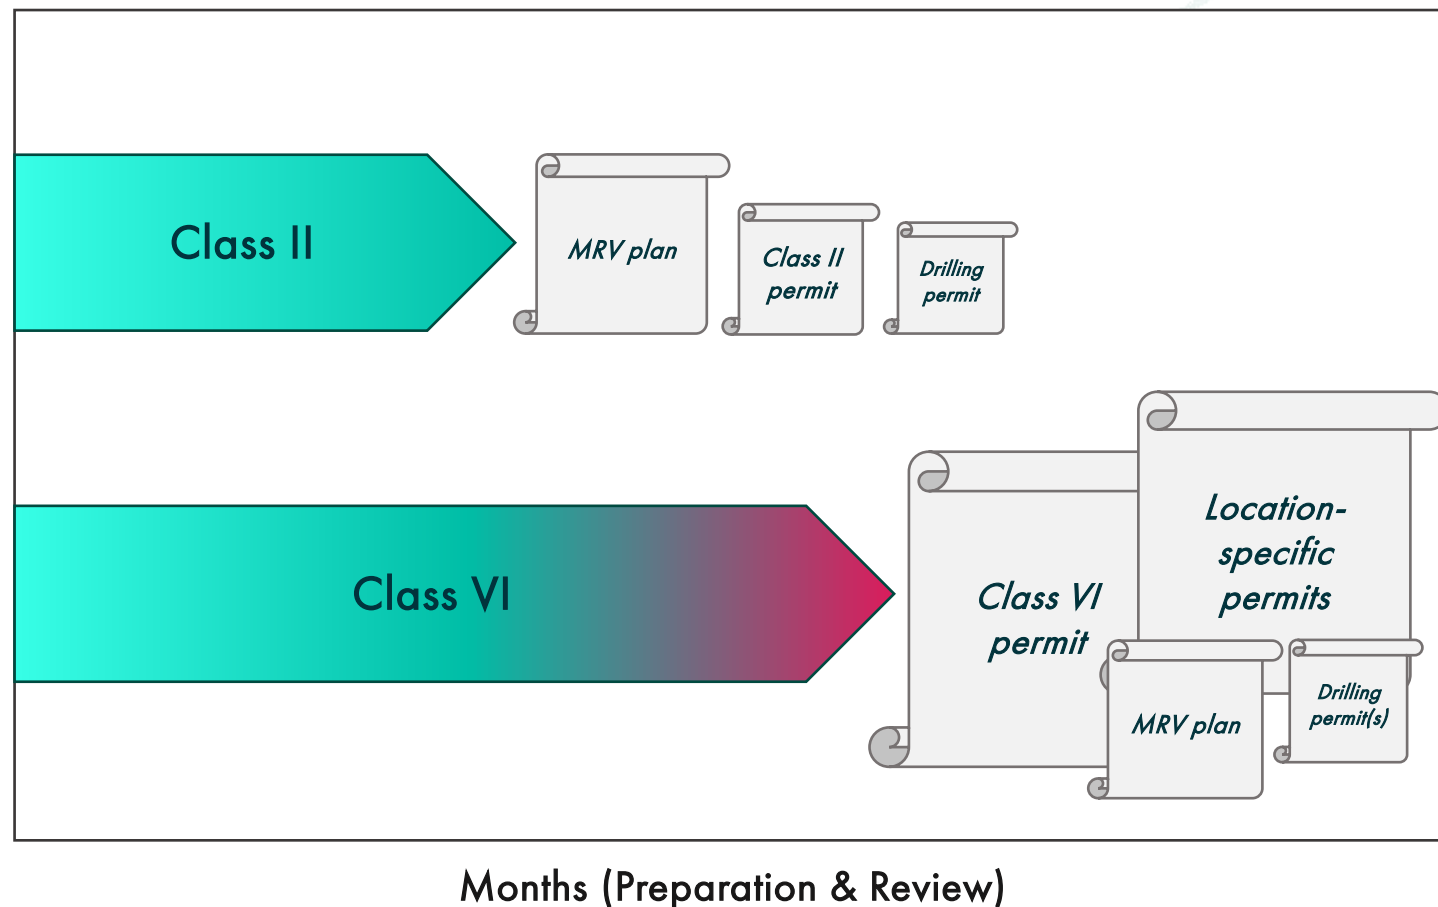 Class II
MRV plan
Class II
permit
Drilling
permit
Class VI
Class VI
permit
Location-
specific
permits
MRV plan
Drilling
permit(s)
Months (Preparation & Review)